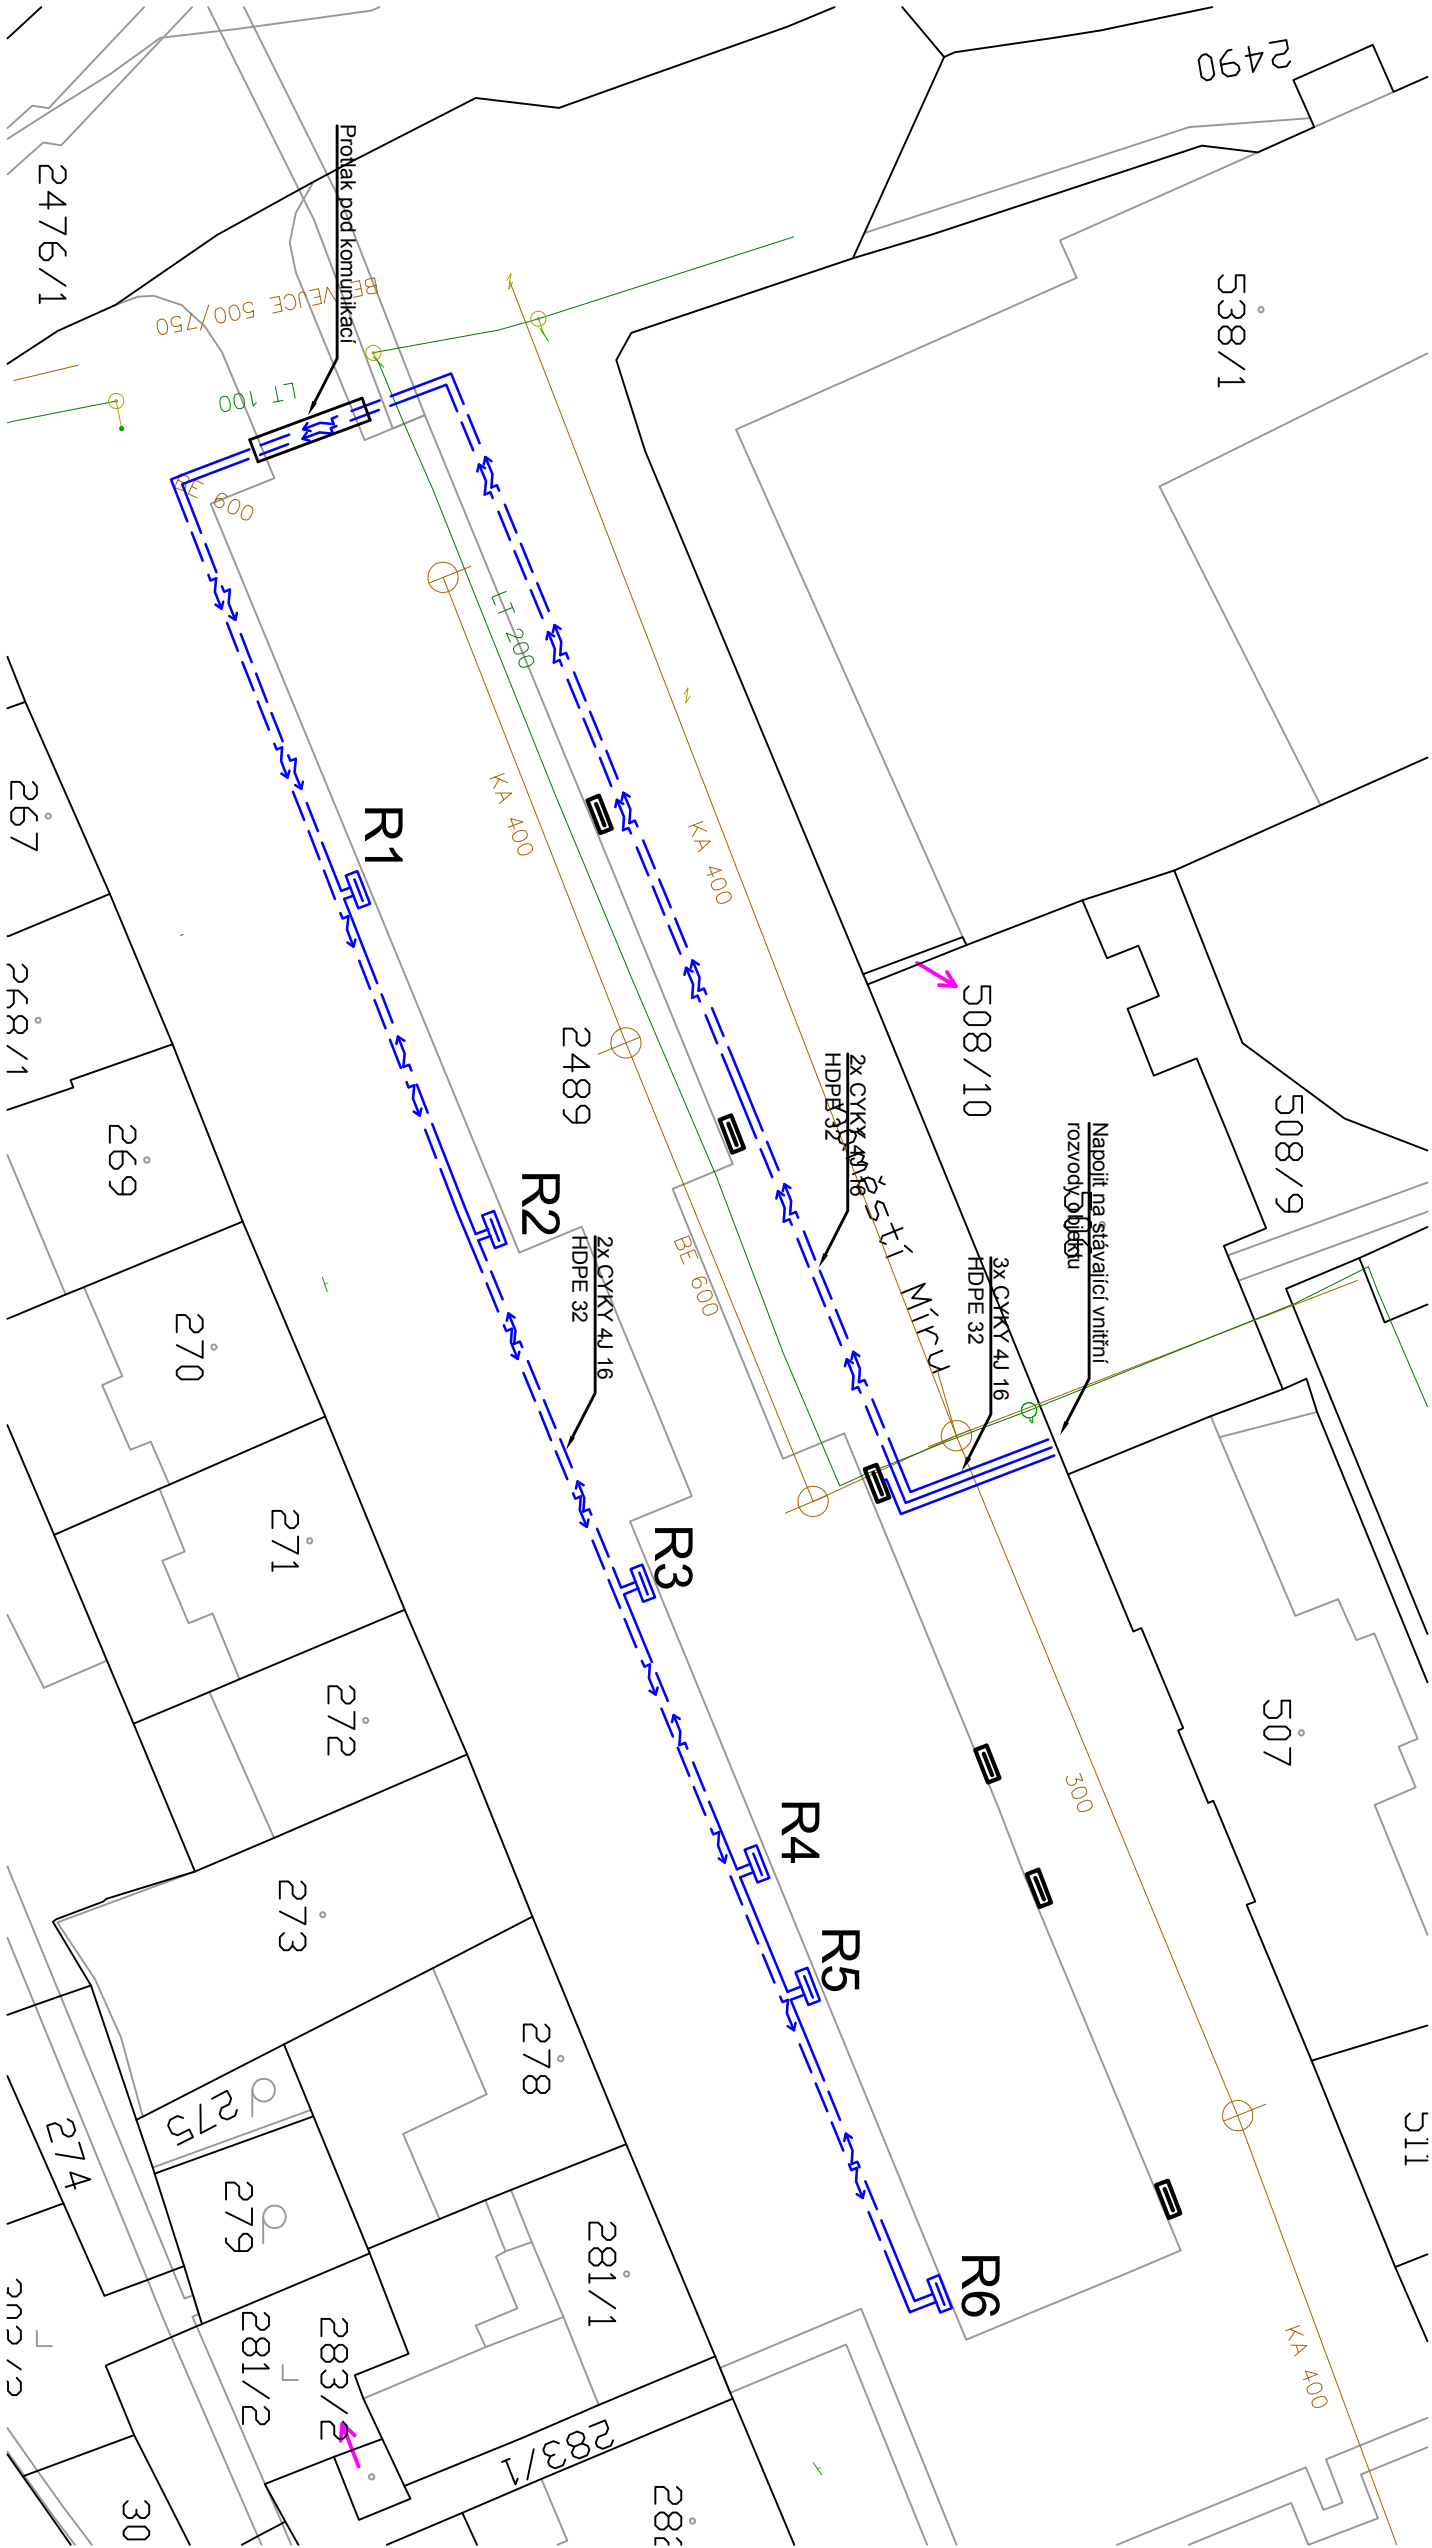 2490
2476/1
Protlak pod komunikací
538/1
BE VEJCE 500/750
LT 100
BE 600
LT 200
KA 400
KA 400
267
R1
268/1
2489
508/10
2x CYKY 4J 16
HDPE 32
náměstí Míru
508/9
Napojit na stávající vnitřní
rozvody objektu
269
R2
2x CYKY 4J 16
HDPE 32
BE 600
3x CYKY 4J 16
HDPE 32
270
271
R3
272
507
300
R4
273
R5
278
275
274
511
279
281/1
R6
281/2
283/2
KA 400
283/1
30